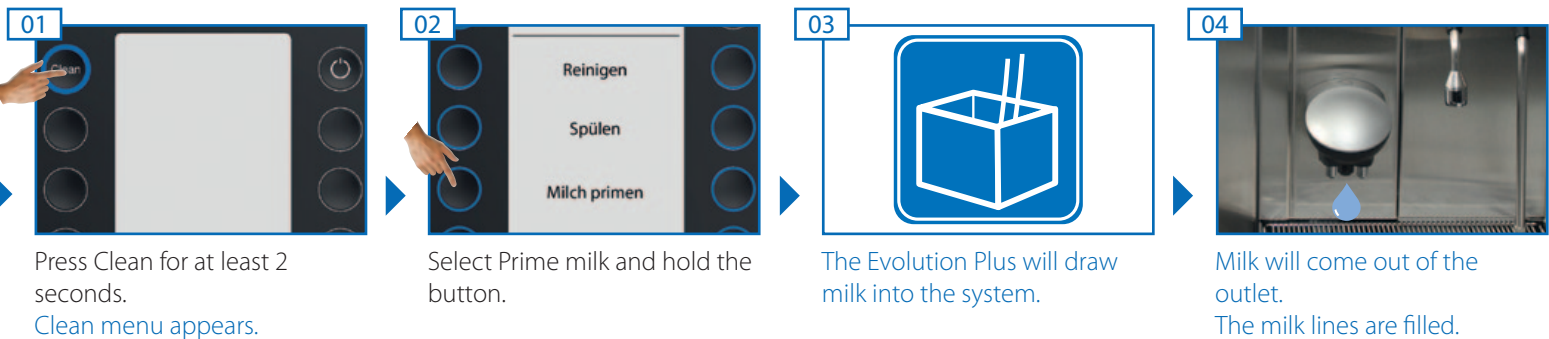 01
Clean
Press Clean for at least 2
seconds.
Clean menu appears.
02
Reinigen
Spülen
Milch primen
Select Prime milk and hold the
button.
03
The Evolution Plus will draw
milk into the system.
04
Milk will come out of the
outlet.
The milk lines are filled.